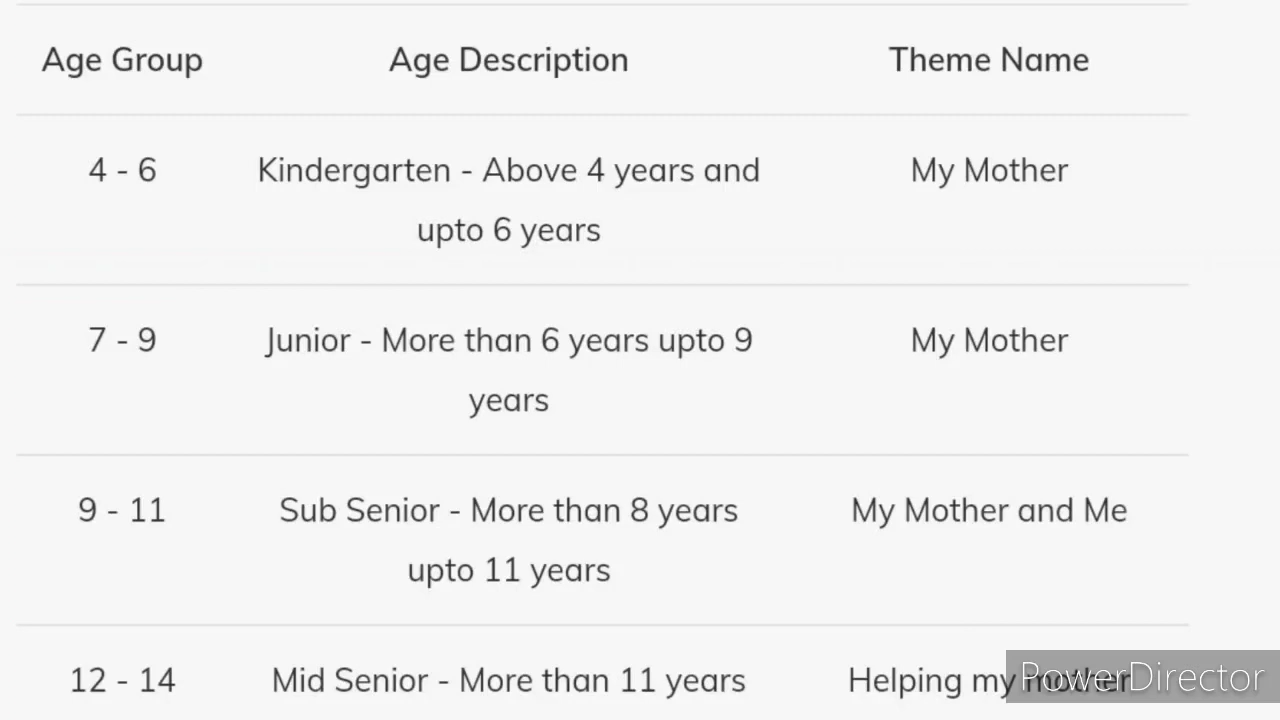 Age Group Age Description Theme Name
4 - 6 Kindergarten - Above 4 years and My Mother
upto 6 years
7 - 9 Junior - More than 6 years upto 9 My Mother
years
9 - 11 Sub Senior - More than 8 years My Mother and Me
upto 11 years
12 - 14 Mid Senior - More than 11 years Helping my mother
PowerDirector